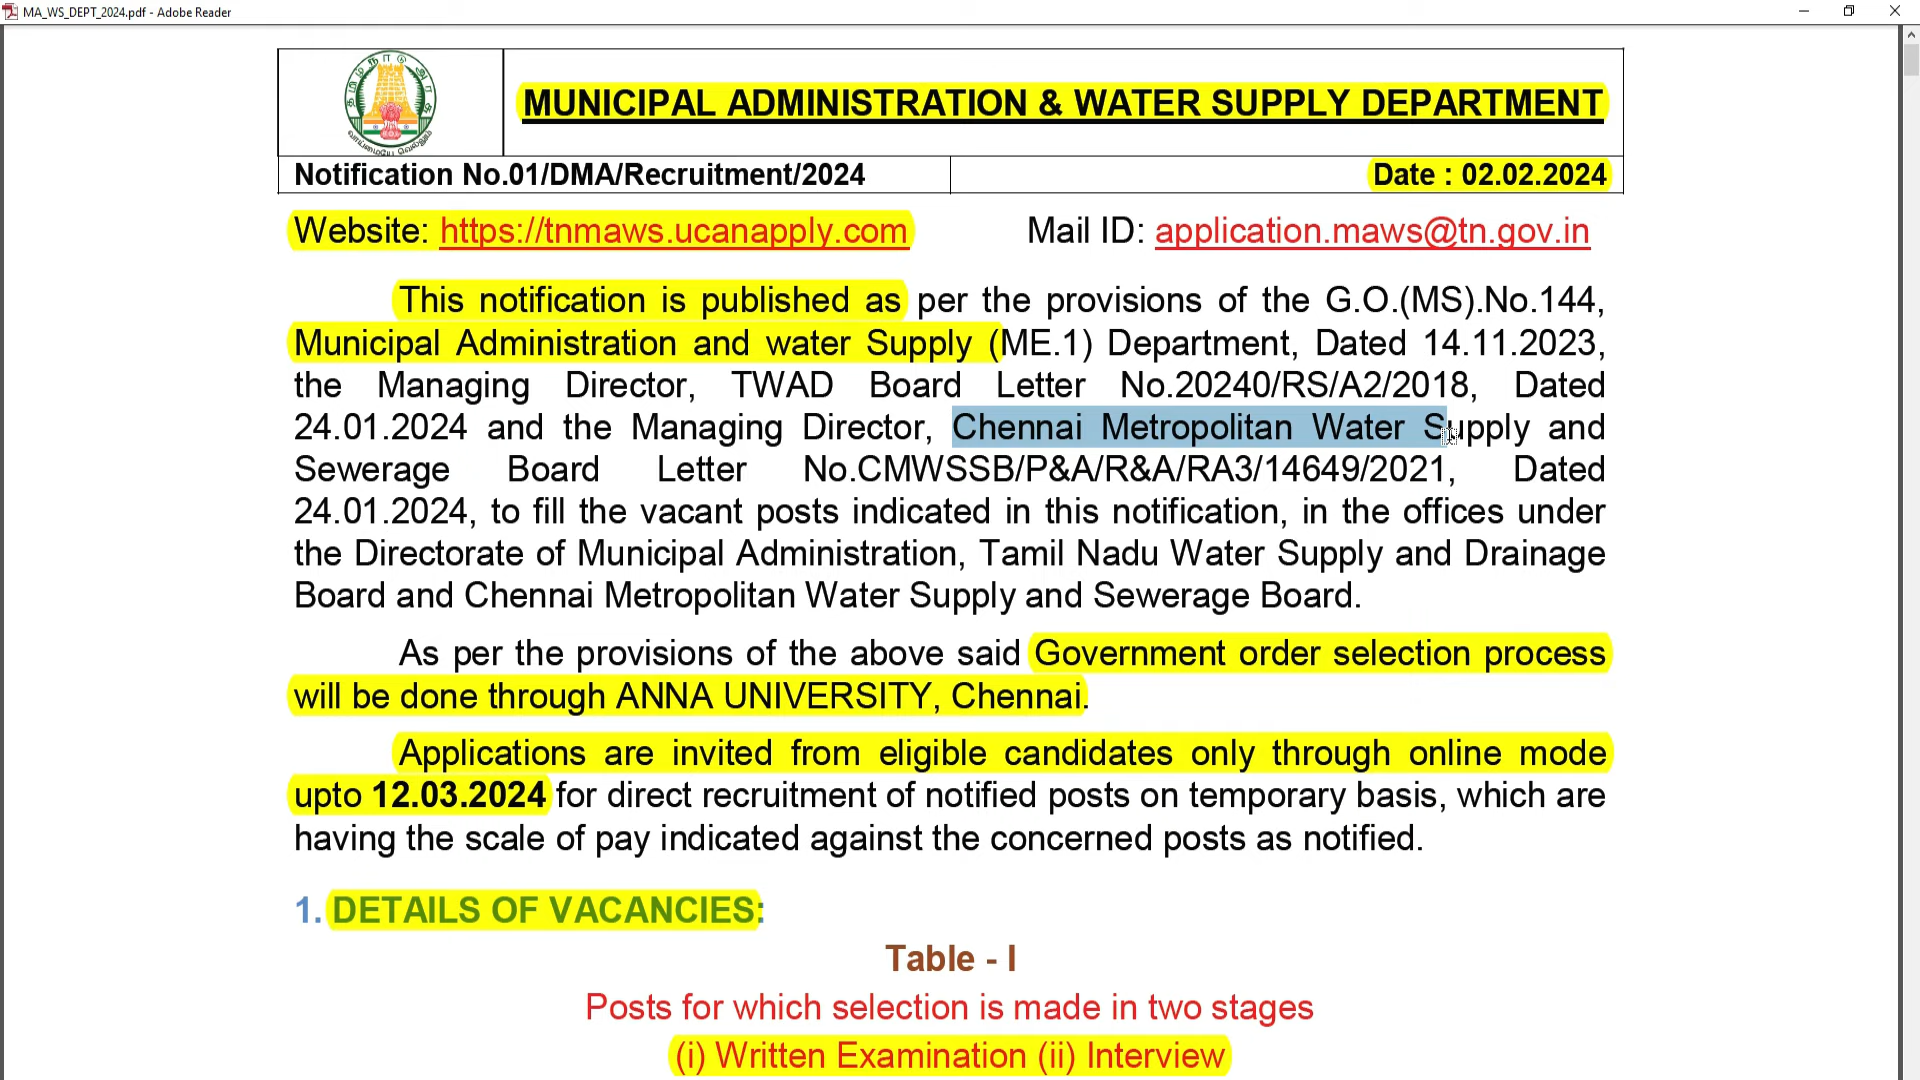 MA_WS_DEPT_2024.pdf - Adobe Reader
MUNICIPAL ADMINISTRATION & WATER SUPPLY DEPARTMENT
Notification No.01/DMA/Recruitment/2024 Date : 02.02.2024
Website: https://tnmaws.ucanapply.com Mail ID: application.maws@tn.gov.in
This notification is published as per the provisions of the G.O.(MS).No.144,
Municipal Administration and water Supply (ME.1) Department, Dated 14.11.2023,
the Managing Director, TWAD Board Letter No.20240/RS/A2/2018, Dated
24.01.2024 and the Managing Director, Chennai Metropolitan Water Supply and
Sewerage Board Letter No.CMWSSB/P&A/R&A/RA3/14649/2021, Dated
24.01.2024, to fill the vacant posts indicated in this notification, in the offices under
the Directorate of Municipal Administration, Tamil Nadu Water Supply and Drainage
Board and Chennai Metropolitan Water Supply and Sewerage Board.
As per the provisions of the above said Government order selection process
will be done through ANNA UNIVERSITY, Chennai.
Applications are invited from eligible candidates only through online mode
upto 12.03.2024 for direct recruitment of notified posts on temporary basis, which are
having the scale of pay indicated against the concerned posts as notified.
1. DETAILS OF VACANCIES:
Table - I
Posts for which selection is made in two stages
(i) Written Examination (ii) Interview